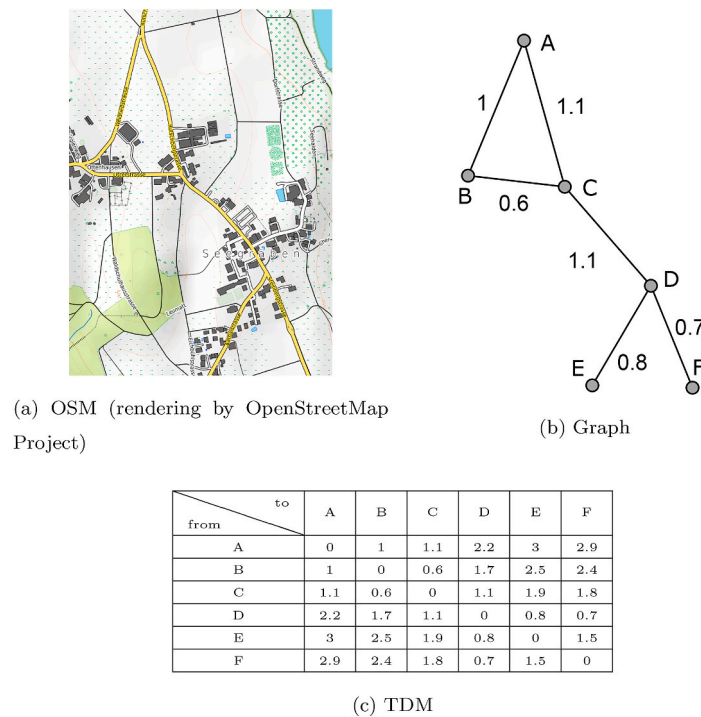 Ottenhausen
Seegräben
(a) OSM (rendering by OpenStreetMap
Project)
A
1
1.1
B
C
0.6
1.1
D
0.7
E
0.8
F
(b) Graph
to
from
A B C D E F
A 0 1 1.1 2.2 3 2.9
B 1 0 0.6 1.7 2.5 2.4
C 1.1 0.6 0 1.1 1.9 1.8
D 2.2 1.7 1.1 0 0.8 0.7
E 3 2.5 1.9 0.8 0 1.5
F 2.9 2.4 1.8 0.7 1.5 0
(c) TDM